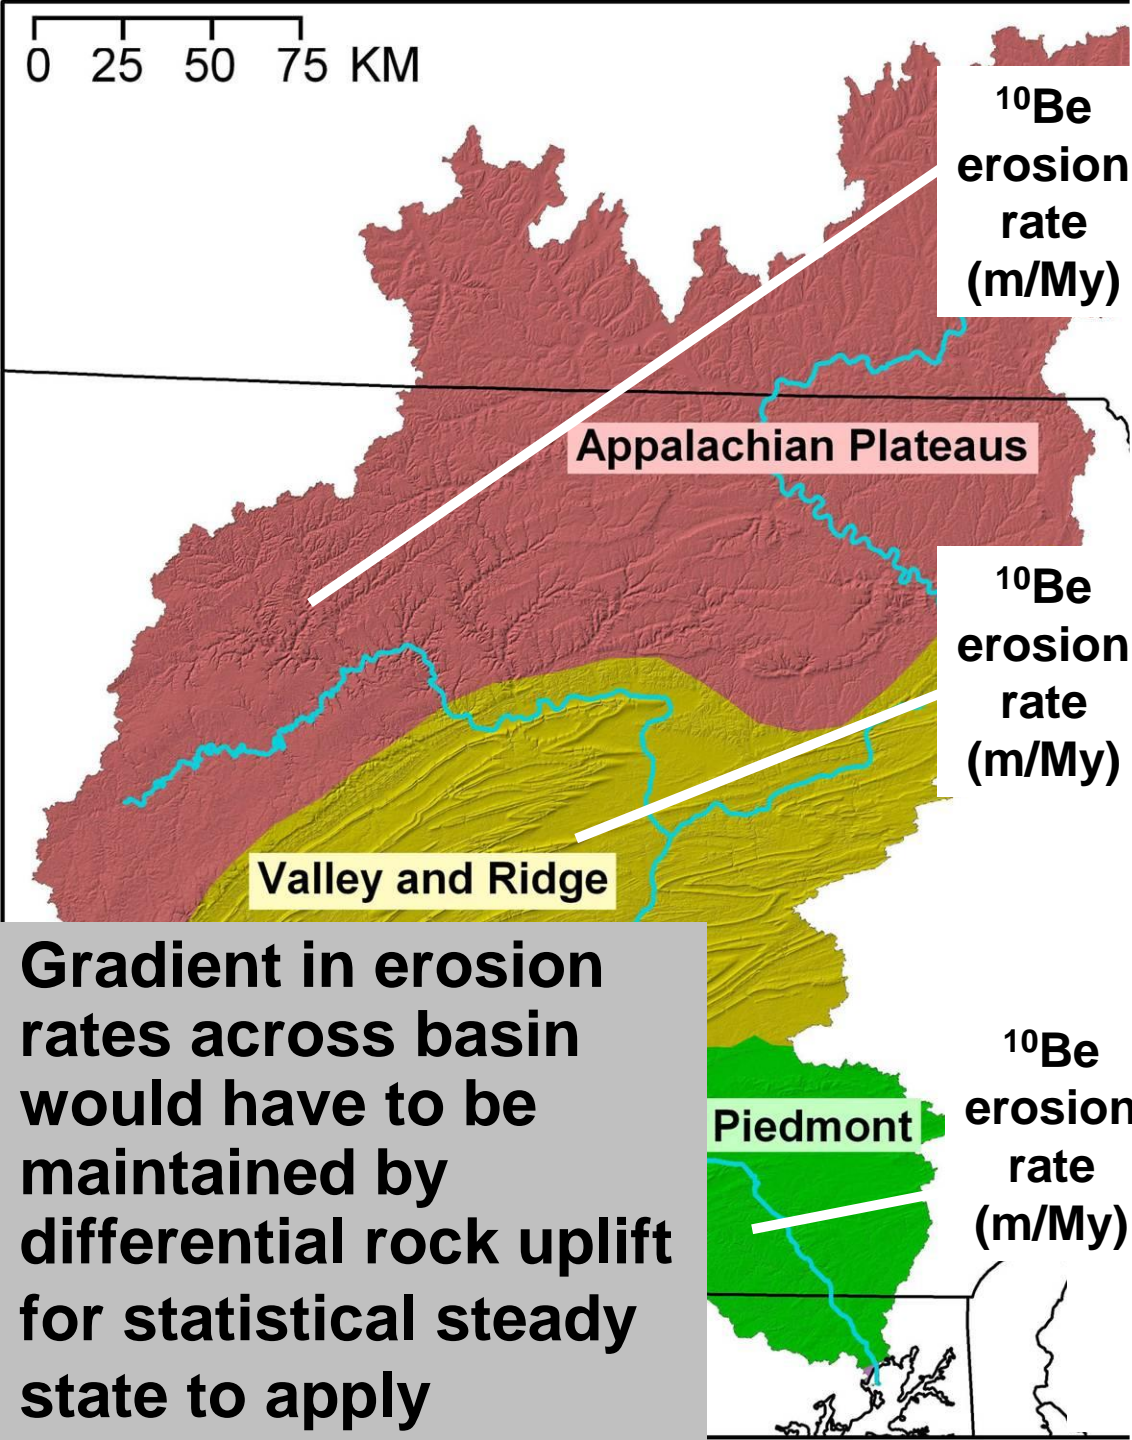 0 25 50 75 KM
¹⁰Be
erosion
rate
(m/My)
Appalachian Plateaus
¹⁰Be
erosion
rate
(m/My)
Valley and Ridge
Gradient in erosion
rates across basin
would have to be
maintained by
differential rock uplift
for statistical steady
state to apply
Piedmont
¹⁰Be
erosion
rate
(m/My)